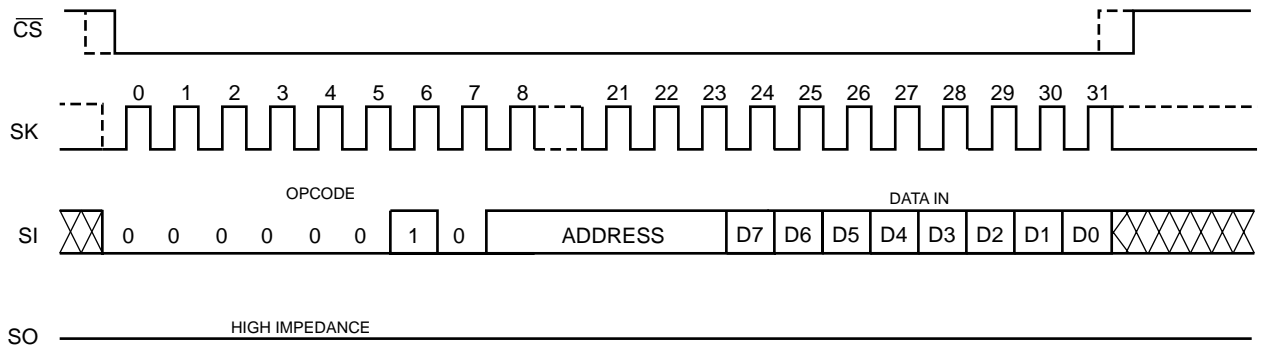 CS
0 1 2 3 4 5 6 7 8 21 22 23 24 25 26 27 28 29 30 31
SK
OPCODE DATA IN
SI 0 0 0 0 0 0 1 0 ADDRESS D7 D6 D5 D4 D3 D2 D1 D0
HIGH IMPEDANCE
SO